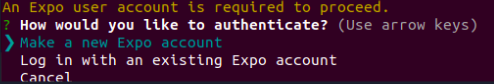 An Expo user account is required to proceed.
? How would you like to authenticate? (Use arrow keys)
❯ Make a new Expo account
Log in with an existing Expo account
Cancel